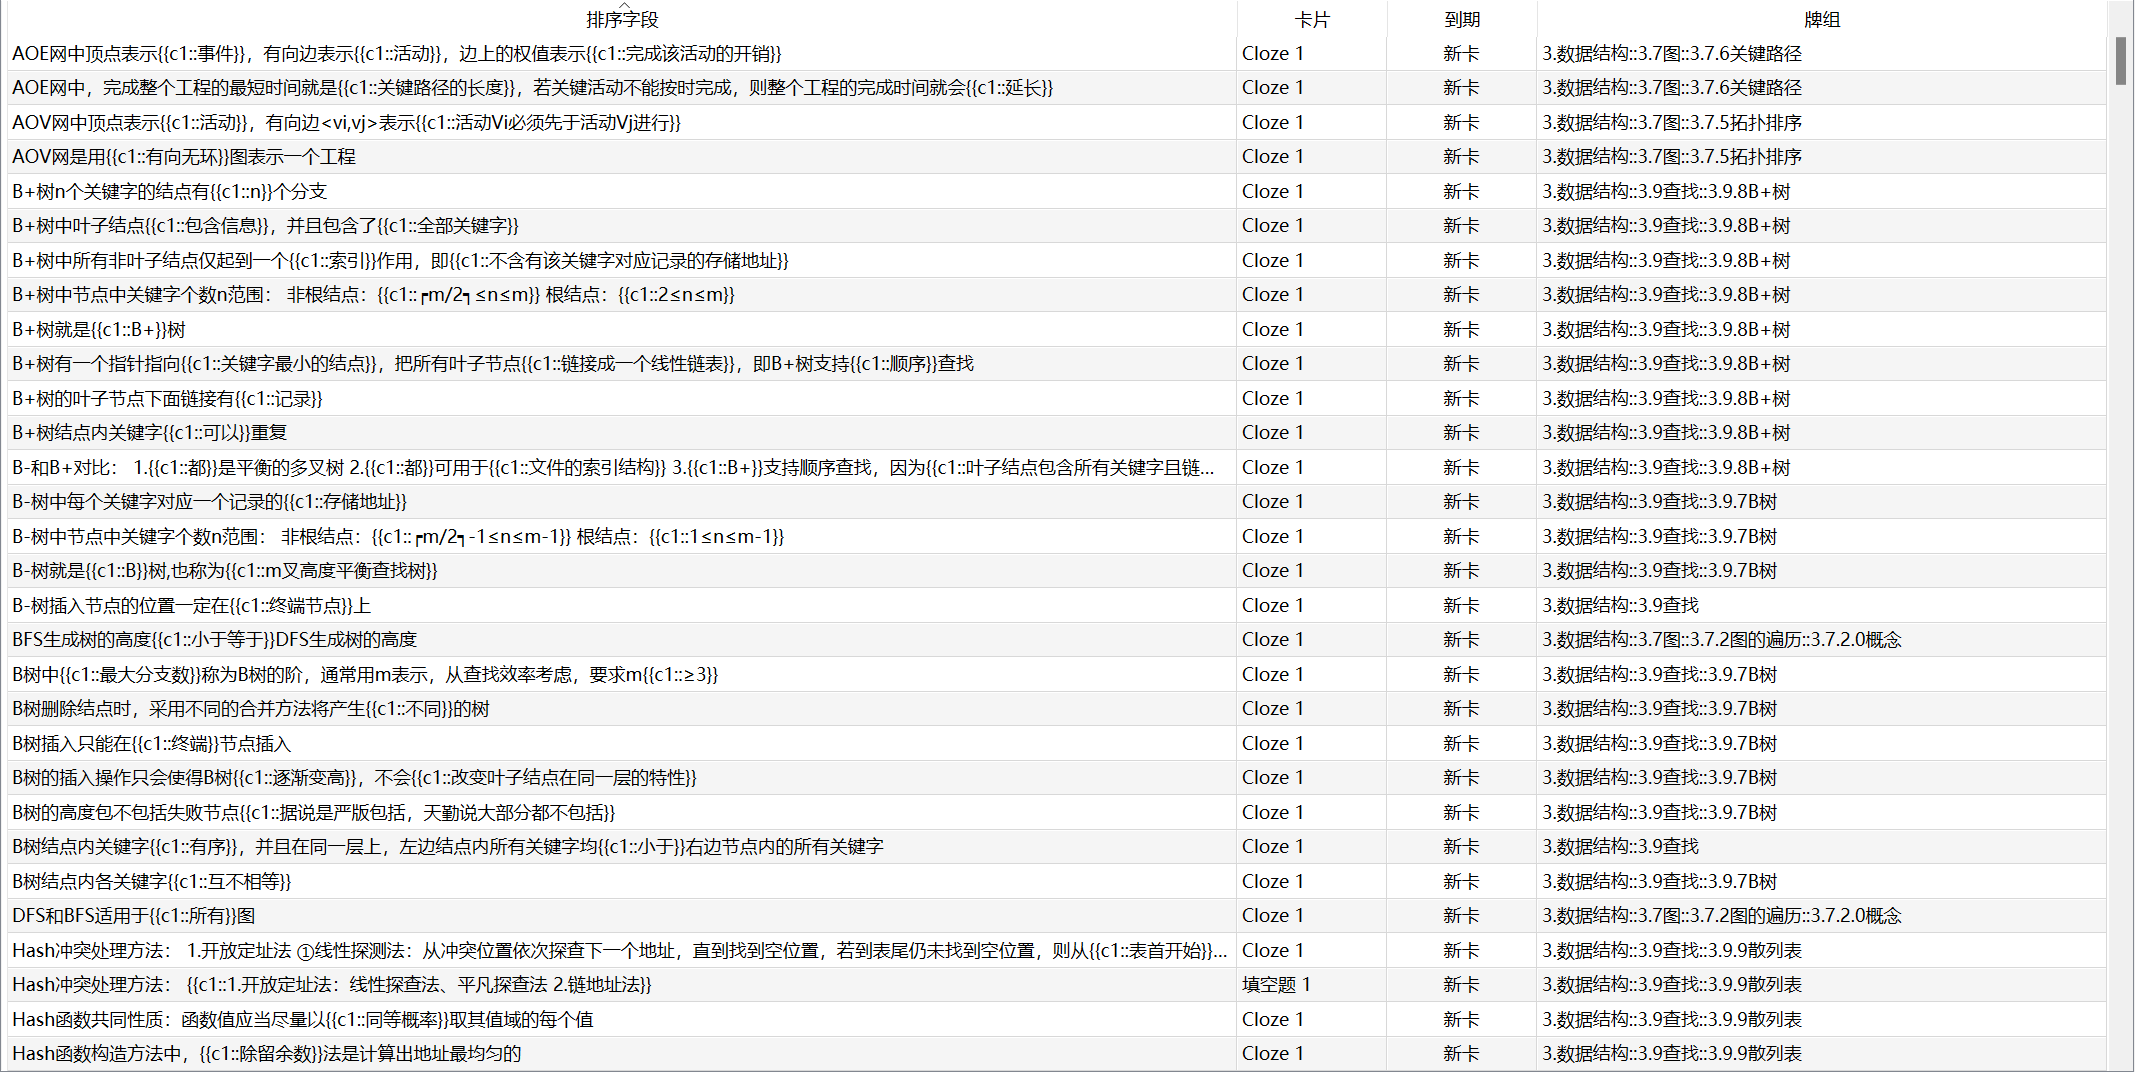 排序字段 卡片 到期 牌组
AOE网中顶点表示{{c1::事件}}，有向边表示{{c1::活动}}，边上的权值表示{{c1::完成该活动的开销}} Cloze 1 新卡 3.数据结构::3.7图::3.7.6关键路径
AOE网中，完成整个工程的最短时间就是{{c1::关键路径的长度}}，若关键活动不能按时完成，则整个工程的完成时间就会{{c1::延长}} Cloze 1 新卡 3.数据结构::3.7图::3.7.6关键路径
AOV网中顶点表示{{c1::活动}}，有向边<vi,vj>表示{{c1::活动Vi必须先于活动Vj进行}} Cloze 1 新卡 3.数据结构::3.7图::3.7.5拓扑排序
AOV网是用{{c1::有向无环}}图表示一个工程 Cloze 1 新卡 3.数据结构::3.7图::3.7.5拓扑排序
B+树n个关键字的结点有{{c1::n}}个分支 Cloze 1 新卡 3.数据结构::3.9查找::3.9.8B+树
B+树中叶子结点{{c1::包含信息}}，并且包含了{{c1::全部关键字}} Cloze 1 新卡 3.数据结构::3.9查找::3.9.8B+树
B+树中所有非叶子结点仅起到一个{{c1::索引}}作用，即{{c1::不含有该关键字对应记录的存储地址}} Cloze 1 新卡 3.数据结构::3.9查找::3.9.8B+树
B+树中节点中关键字个数n范围： 非根结点：{{c1::┍m/2┑≤n≤m}} 根结点：{{c1::2≤n≤m}} Cloze 1 新卡 3.数据结构::3.9查找::3.9.8B+树
B+树就是{{c1::B+}}树 Cloze 1 新卡 3.数据结构::3.9查找::3.9.8B+树
B+树有一个指针指向{{c1::关键字最小的结点}}，把所有叶子节点{{c1::链接成一个线性链表}}，即B+树支持{{c1::顺序}}查找 Cloze 1 新卡 3.数据结构::3.9查找::3.9.8B+树
B+树的叶子节点下面链接有{{c1::记录}} Cloze 1 新卡 3.数据结构::3.9查找::3.9.8B+树
B+树结点内关键字{{c1::可以}}重复 Cloze 1 新卡 3.数据结构::3.9查找::3.9.8B+树
B-和B+对比： 1.{{c1::都}}是平衡的多叉树 2.{{c1::都}}可用于{{c1::文件的索引结构}} 3.{{c1::B+}}支持顺序查找，因为{{c1::叶子结点包含所有关键字且链... Cloze 1 新卡 3.数据结构::3.9查找::3.9.8B+树
B-树中每个关键字对应一个记录的{{c1::存储地址}} Cloze 1 新卡 3.数据结构::3.9查找::3.9.7B树
B-树中节点中关键字个数n范围： 非根结点：{{c1::┍m/2┑-1≤n≤m-1}} 根结点：{{c1::1≤n≤m-1}} Cloze 1 新卡 3.数据结构::3.9查找::3.9.7B树
B-树就是{{c1::B}}树,也称为{{c1::m叉高度平衡查找树}} Cloze 1 新卡 3.数据结构::3.9查找::3.9.7B树
B-树插入节点的位置一定在{{c1::终端节点}}上 Cloze 1 新卡 3.数据结构::3.9查找
BFS生成树的高度{{c1::小于等于}}DFS生成树的高度 Cloze 1 新卡 3.数据结构::3.7图::3.7.2图的遍历::3.7.2.0概念
B树中{{c1::最大分支数}}称为B树的阶，通常用m表示，从查找效率考虑，要求m{{c1::≥3}} Cloze 1 新卡 3.数据结构::3.9查找::3.9.7B树
B树删除结点时，采用不同的合并方法将产生{{c1::不同}}的树 Cloze 1 新卡 3.数据结构::3.9查找::3.9.7B树
B树插入只能在{{c1::终端}}节点插入 Cloze 1 新卡 3.数据结构::3.9查找::3.9.7B树
B树的插入操作只会使得B树{{c1::逐渐变高}}，不会{{c1::改变叶子结点在同一层的特性}} Cloze 1 新卡 3.数据结构::3.9查找::3.9.7B树
B树的高度包不包括失败节点{{c1::据说是严版包括，天勤说大部分都不包括}} Cloze 1 新卡 3.数据结构::3.9查找::3.9.7B树
B树结点内关键字{{c1::有序}}，并且在同一层上，左边结点内所有关键字均{{c1::小于}}右边节点内的所有关键字 Cloze 1 新卡 3.数据结构::3.9查找
B树结点内各关键字{{c1::互不相等}} Cloze 1 新卡 3.数据结构::3.9查找::3.9.7B树
DFS和BFS适用于{{c1::所有}}图 Cloze 1 新卡 3.数据结构::3.7图::3.7.2图的遍历::3.7.2.0概念
Hash冲突处理方法： 1.开放定址法 ①线性探测法：从冲突位置依次探查下一个地址，直到找到空位置，若到表尾仍未找到空位置，则从{{c1::表首开始}}... Cloze 1 新卡 3.数据结构::3.9查找::3.9.9散列表
Hash冲突处理方法： {{c1::1.开放定址法：线性探查法、平凡探查法 2.链地址法}} 填空题 1 新卡 3.数据结构::3.9查找::3.9.9散列表
Hash函数共同性质：函数值应当尽量以{{c1::同等概率}}取其值域的每个值 Cloze 1 新卡 3.数据结构::3.9查找::3.9.9散列表
Hash函数构造方法中，{{c1::除留余数}}法是计算出地址最均匀的 Cloze 1 新卡 3.数据结构::3.9查找::3.9.9散列表